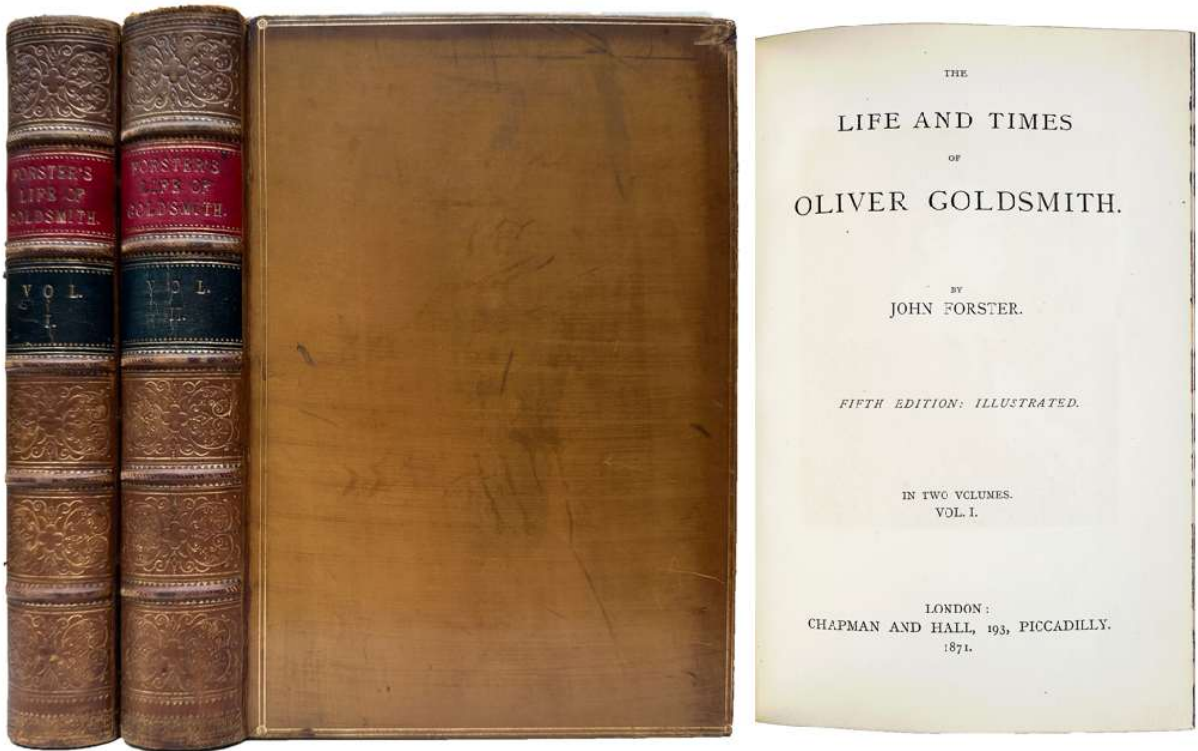 FORSTER'S
LIFE OF
GOLDSMITH.
VOL.
I.
FORSTER'S
LIFE OF
GOLDSMITH.
VOL.
II.
THE
LIFE AND TIMES
OF
OLIVER GOLDSMITH.
BY
JOHN FORSTER.
FIFTH EDITION: ILLUSTRATED.
IN TWO VOLUMES.
VOL. I.
LONDON:
CHAPMAN AND HALL, 193, PICCADILLY.
1871.